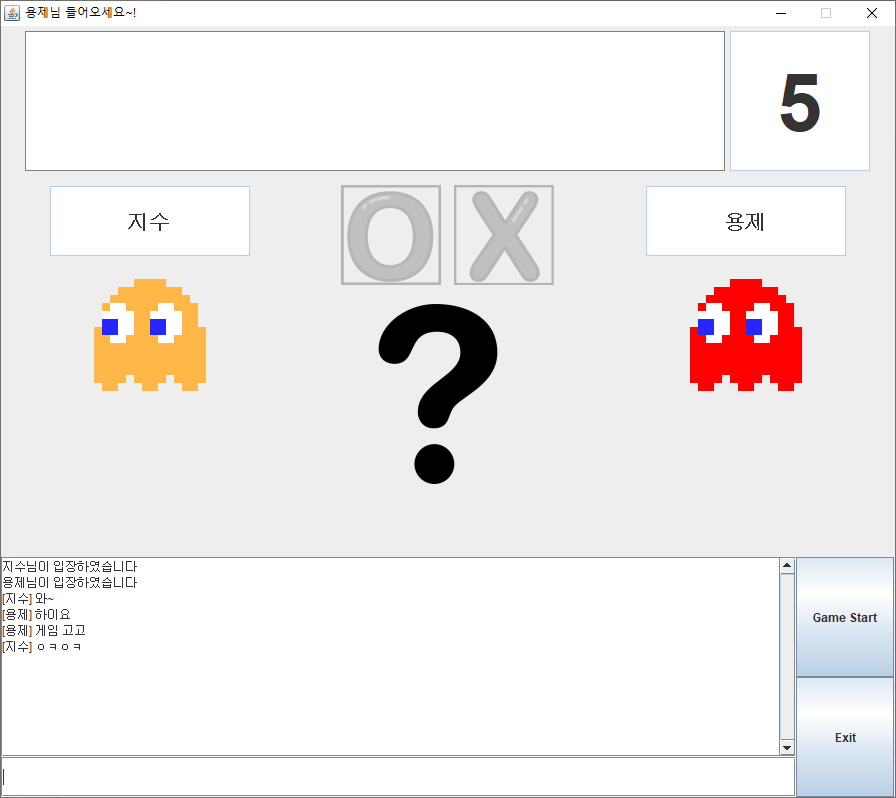 용제님 들어오세요~!
5
지수
O X
용제
?
지수님이 입장하였습니다
용제님이 입장하였습니다
[지수] 와~
[용제] 하이요
[용제] 게임 고고
[지수] ㅇㅋㅇㅋ
Game Start
Exit